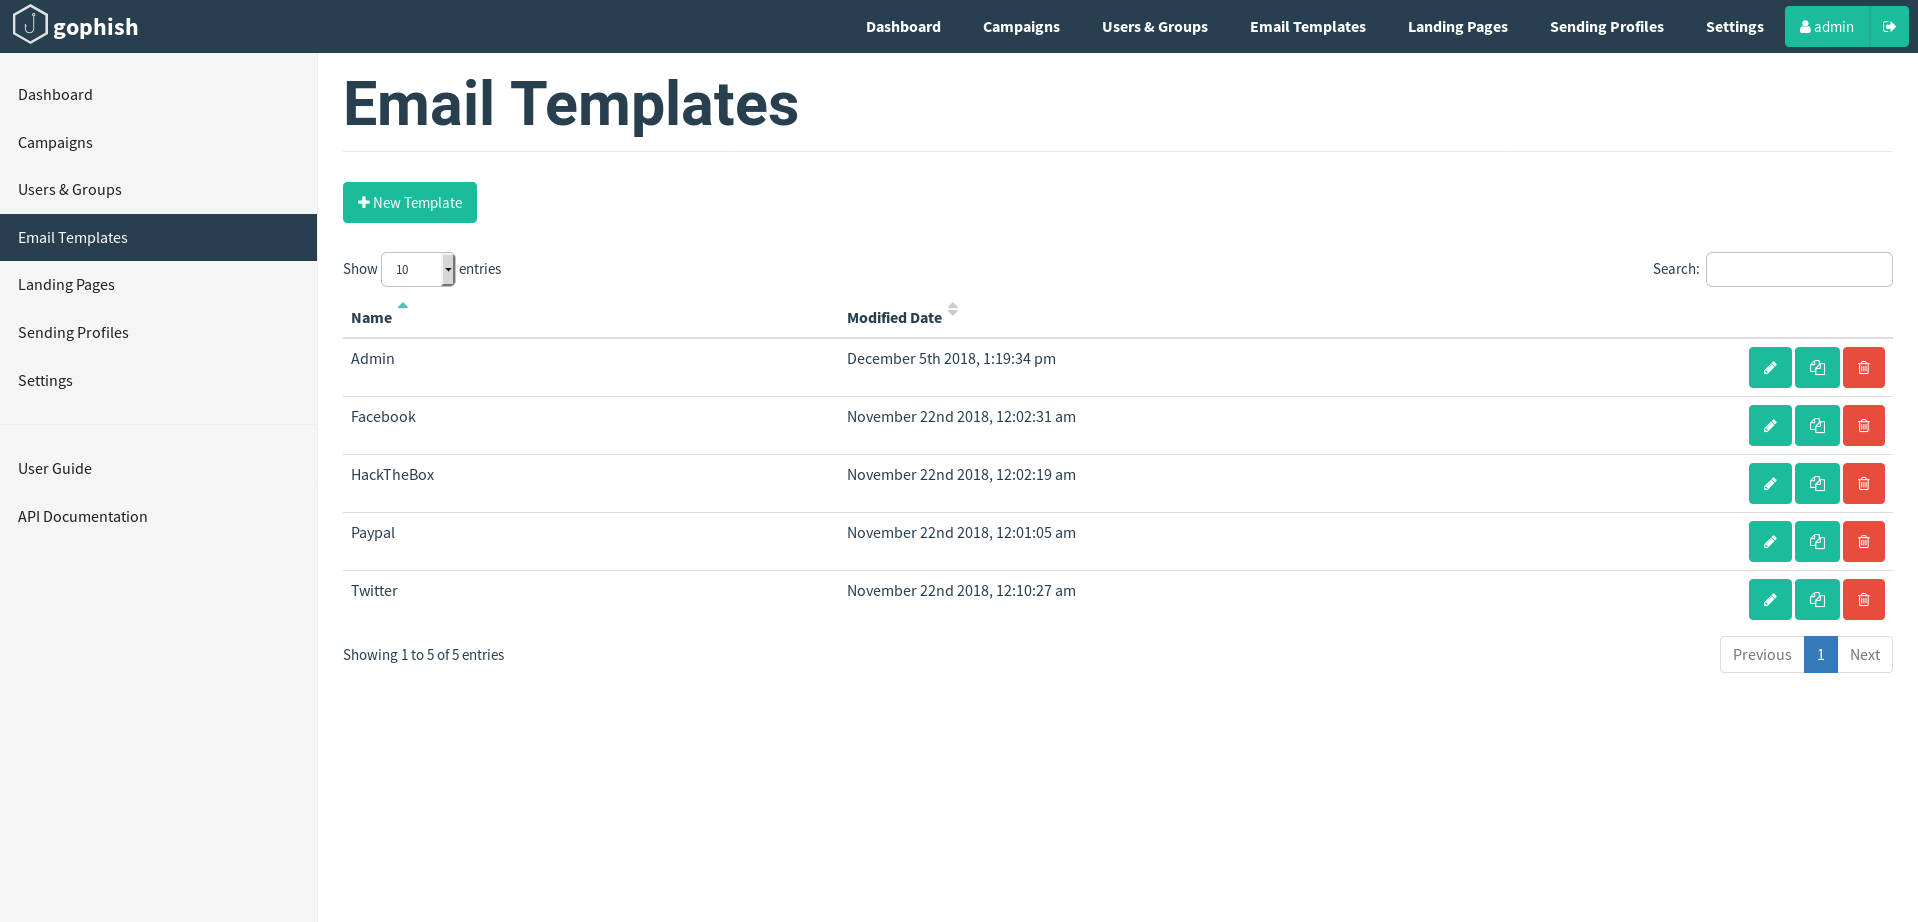 gophish
Dashboard Campaigns Users & Groups Email Templates Landing Pages Sending Profiles Settings admin
Dashboard
Campaigns
Users & Groups
Email Templates
Landing Pages
Sending Profiles
Settings
User Guide
API Documentation
Email Templates
New Template
Show 10 entries Search:
Name Modified Date
Admin December 5th 2018, 1:19:34 pm
Facebook November 22nd 2018, 12:02:31 am
HackTheBox November 22nd 2018, 12:02:19 am
Paypal November 22nd 2018, 12:01:05 am
Twitter November 22nd 2018, 12:10:27 am
Showing 1 to 5 of 5 entries Previous 1 Next